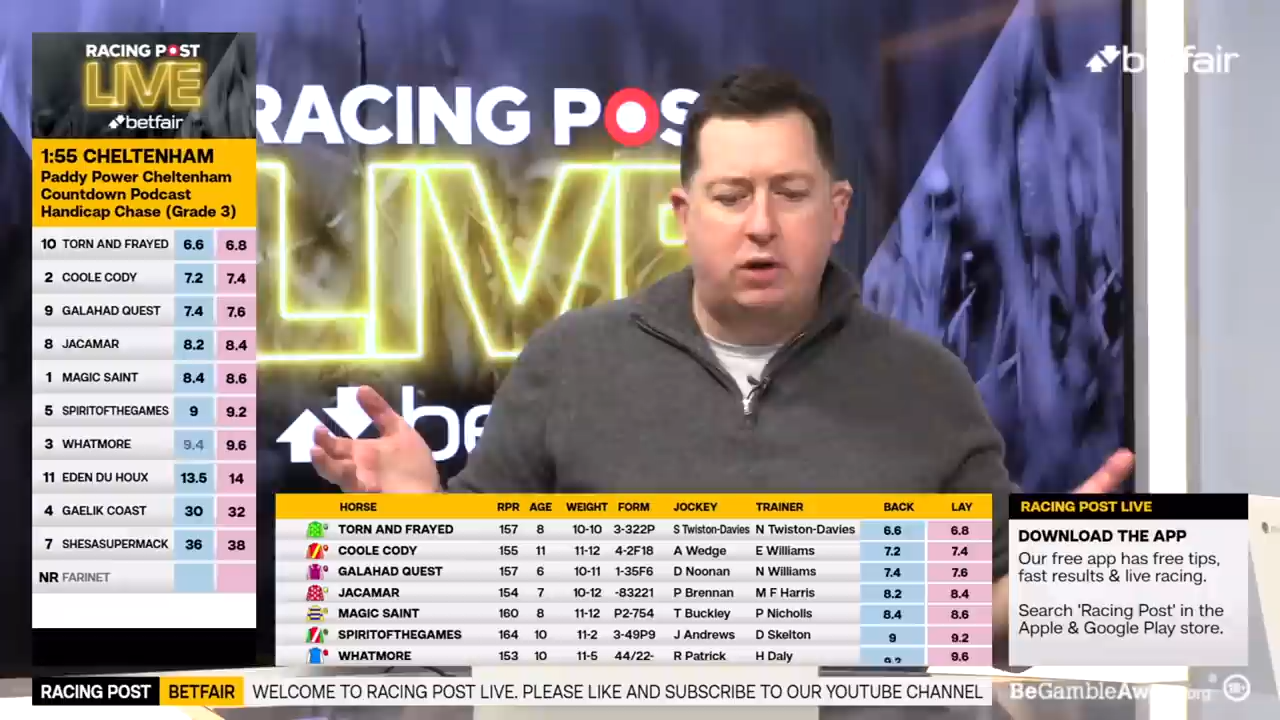 RACING POST
LIVE
betfair
1:55 CHELTENHAM
Paddy Power Cheltenham
Countdown Podcast
Handicap Chase (Grade 3)
10 TORN AND FRAYED 6.6 6.8
2 COOLE CODY 7.2 7.4
9 GALAHAD QUEST 7.4 7.6
8 JACAMAR 8.2 8.4
1 MAGIC SAINT 8.4 8.6
5 SPIRITOFTHEGAMES 9 9.2
3 WHATMORE 9.4 9.6
11 EDEN DU HOUX 13.5 14
4 GAELIK COAST 30 32
7 SHESASUPERMACK 36 38
NR FARINET
RACING POS
LIVE
be
betfair
HORSE RPR AGE WEIGHT FORM JOCKEY TRAINER BACK LAY
TORN AND FRAYED 157 8 10-10 3-322P S Twiston-Davies N Twiston-Davies 6.6 6.8
COOLE CODY 155 11 11-12 4-2F18 A Wedge E Williams 7.2 7.4
GALAHAD QUEST 157 6 10-11 1-35F6 D Noonan N Williams 7.4 7.6
JACAMAR 154 7 10-12 -83221 P Brennan M F Harris 8.2 8.4
MAGIC SAINT 160 8 11-12 P2-754 T Buckley P Nicholls 8.4 8.6
SPIRITOFTHEGAMES 164 10 11-2 3-49P9 J Andrews D Skelton 9 9.2
WHATMORE 153 10 11-5 44/22- R Patrick H Daly 9.6
RACING POST LIVE
DOWNLOAD THE APP
Our free app has free tips,
fast results & live racing.
Search 'Racing Post' in the
Apple & Google Play store.
RACING POST BETFAIR WELCOME TO RACING POST LIVE. PLEASE LIKE AND SUBSCRIBE TO OUR YOUTUBE CHANNEL
BeGambleAware.org 18+